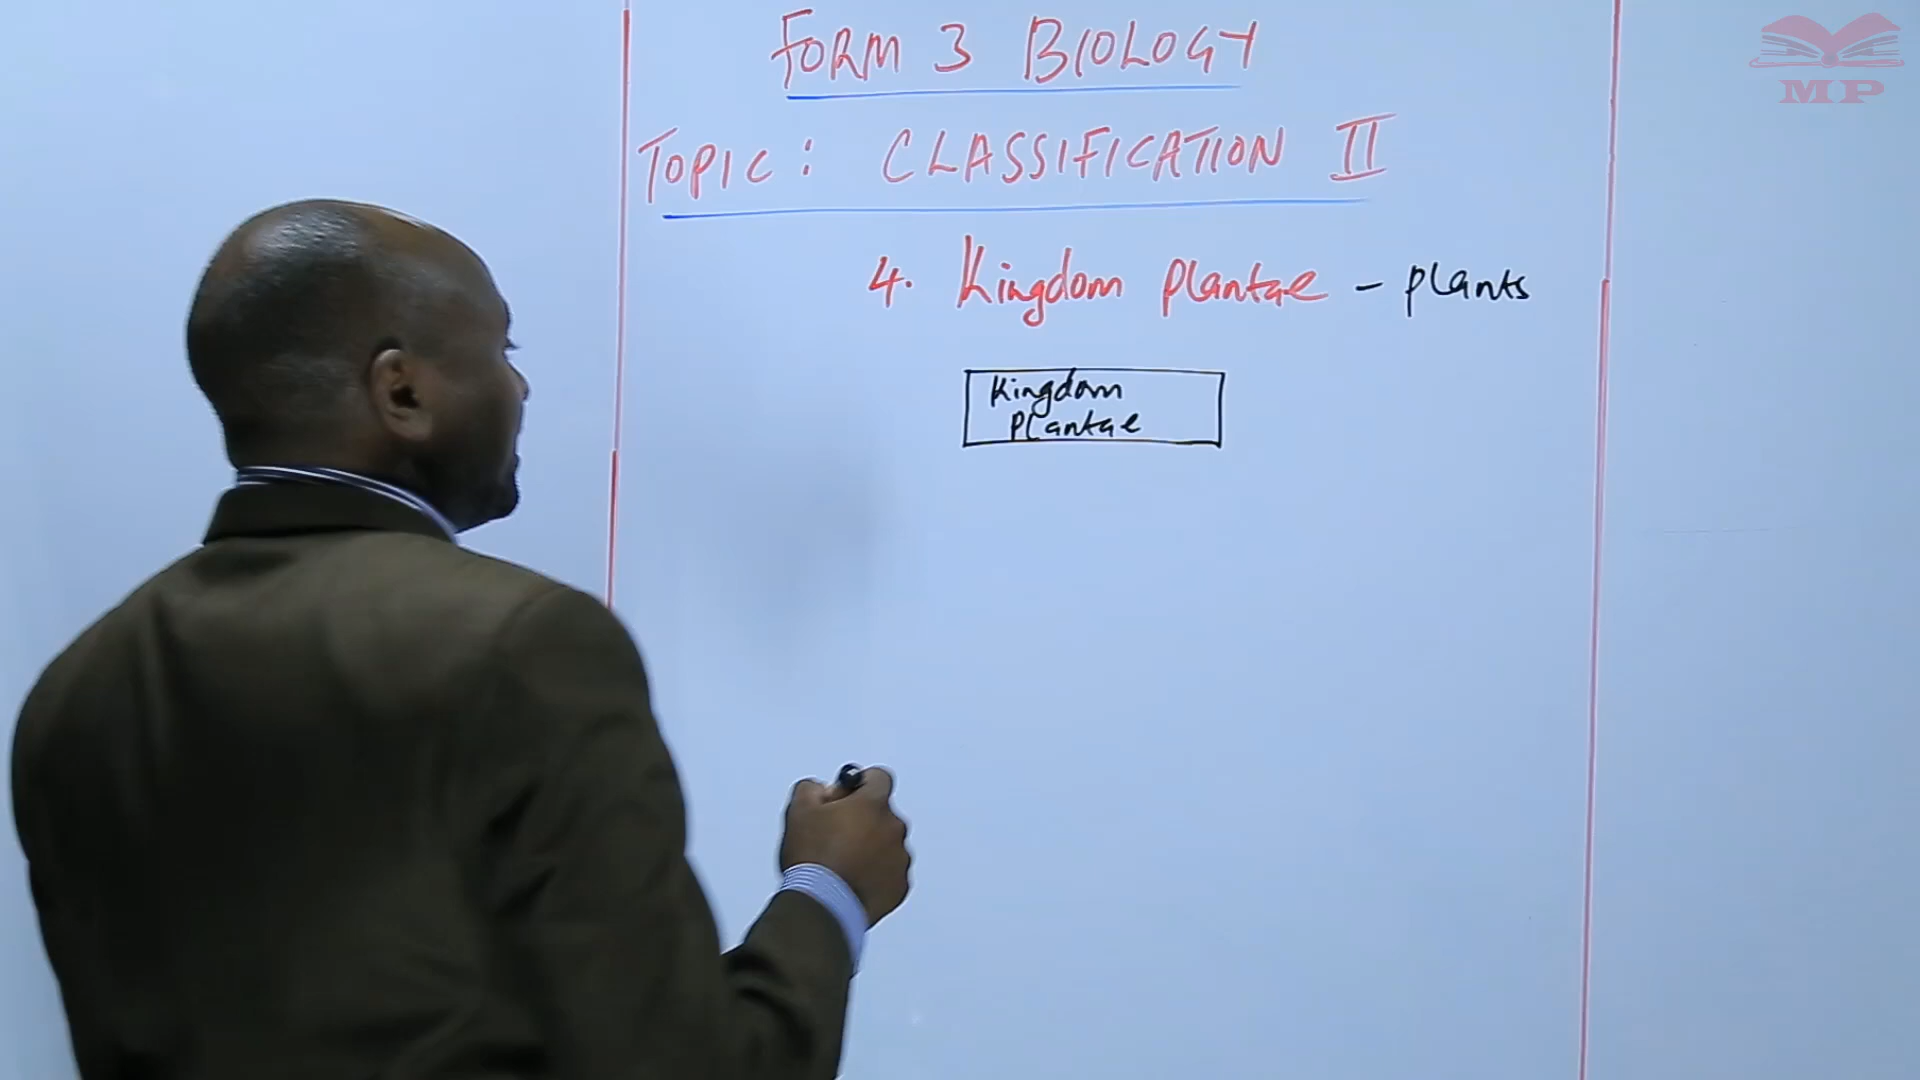 FORM 3 BIOLOGY
TOPIC: CLASSIFICATION II
4. Kingdom plantae - plants
Kingdom
Plantae
MP